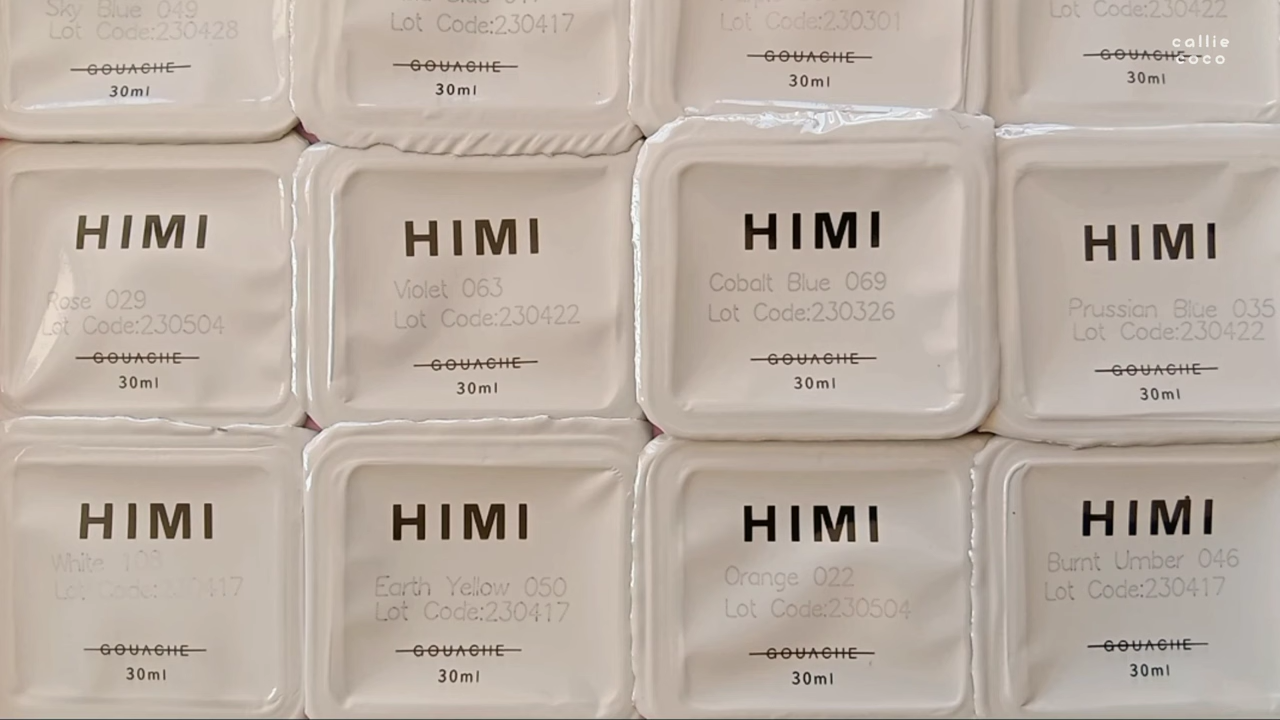 Sky Blue 049
Lot Code:230428
GOUACHE
30ml
Lot Code:230417
GOUACHE
30ml
Lot Code:230301
GOUACHE
30ml
Lot Code:230422
GOUACHE
30ml
callie
coco
HIMI
Rose 029
Lot Code:230504
GOUACHE
30ml
HIMI
Violet 063
Lot Code:230422
GOUACHE
30ml
HIMI
Cobalt Blue 069
Lot Code:230326
GOUACHE
30ml
HIMI
Prussian Blue 035
Lot Code:230422
GOUACHE
30ml
HIMI
White
Lot Code:
GOUACHE
30ml
HIMI
Earth Yellow 050
Lot Code:230417
GOUACHE
30ml
HIMI
Orange 022
Lot Code:230504
GOUACHE
30ml
HIMI
Burnt Umber 046
Lot Code:230417
GOUACHE
30ml